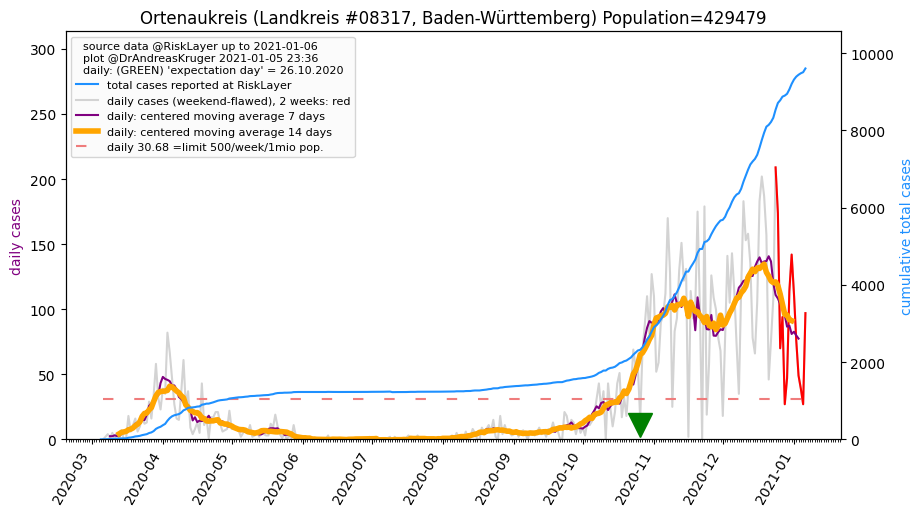 Ortenaukreis (Landkreis #08317, Baden-Württemberg) Population=429479
source data @RiskLayer up to 2021-01-06
plot @DrAndreasKruger 2021-01-05 23:36
daily: (GREEN) 'expectation day' = 26.10.2020
total cases reported at RiskLayer
daily cases (weekend-flawed), 2 weeks: red
daily: centered moving average 7 days
daily: centered moving average 14 days
daily 30.68 =limit 500/week/1mio pop.
daily cases
300
250
200
150
100
50
0
10000
8000
6000
4000
2000
0
cumulative total cases
2020-03
2020-04
2020-05
2020-06
2020-07
2020-08
2020-09
2020-10
2020-11
2020-12
2021-01